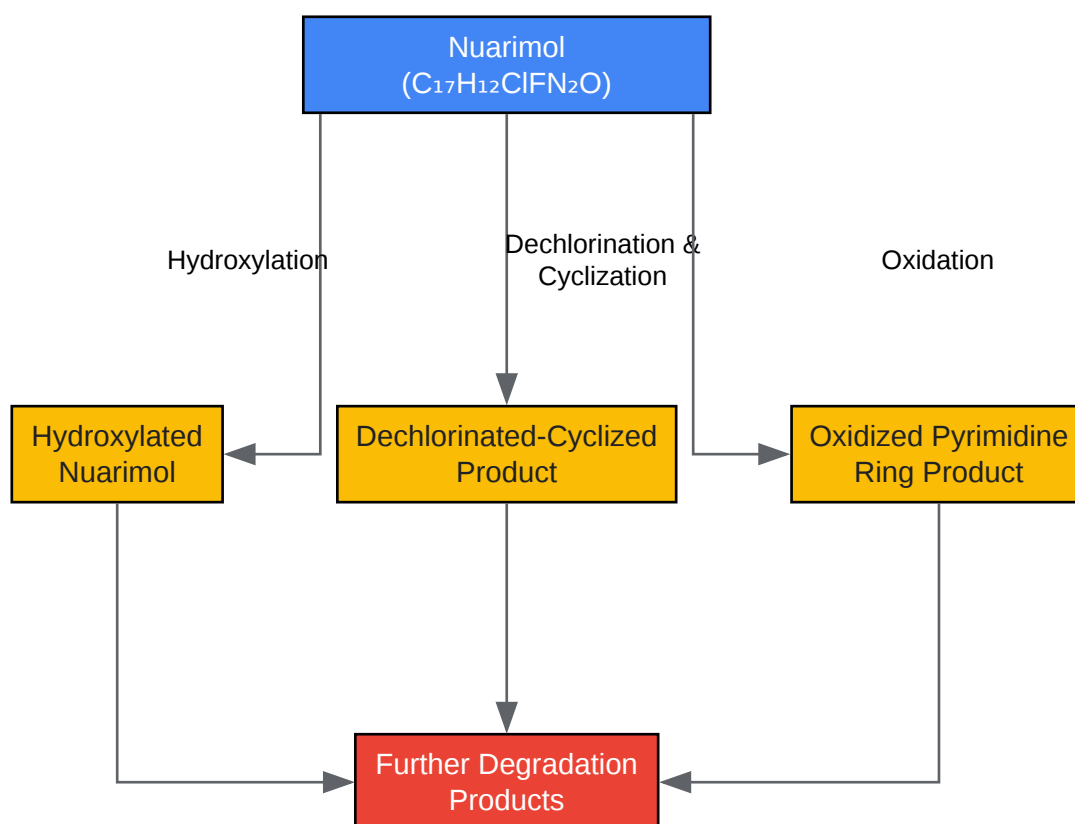 Nuarimol
(C₁₇H₁₂ClFN₂O)
Hydroxylation
Dechlorination &
Cyclization
Oxidation
Hydroxylated
Nuarimol
Dechlorinated-Cyclized
Product
Oxidized Pyrimidine
Ring Product
Further Degradation
Products